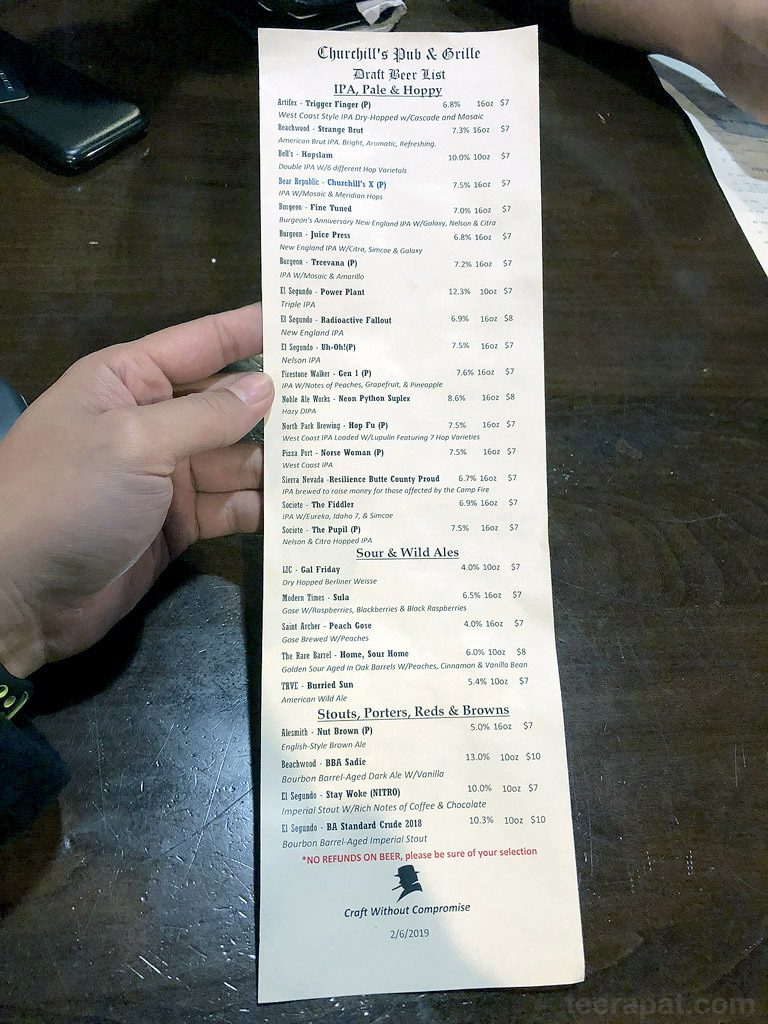 Churchill's Pub & Grille
Draft Beer List
IPA, Pale & Hoppy
Artifex - Trigger Finger (P) 6.8% 16oz $7
West Coast Style IPA Dry-Hopped w/Cascade and Mosaic
Beachwood - Strange Brut 7.3% 16oz $7
American Brut IPA. Bright, Aromatic, Refreshing.
Bell's - Hopslam 10.0% 10oz $7
Double IPA W/6 different Hop Varietals
Bear Republic - Churchill's X (P) 7.5% 16oz $7
IPA W/Mosaic & Meridian Hops
Burgeon - Fine Tuned 7.0% 16oz $7
Burgeon's Anniversary New England IPA W/Galaxy, Nelson & Citra
Burgeon - Juice Press 6.8% 16oz $7
New England IPA W/Citra, Simcoe & Galaxy
Burgeon - Treevana (P) 7.2% 16oz $7
IPA W/Mosaic & Amarillo
El Segundo - Power Plant 12.3% 10oz $7
Triple IPA
El Segundo - Radioactive Fallout 6.9% 16oz $8
New England IPA
El Segundo - Uh-Oh!(P) 7.5% 16oz $7
Nelson IPA
Firestone Walker - Gen 1 (P) 7.6% 16oz $7
IPA W/Notes of Peaches, Grapefruit, & Pineapple
Noble Ale Works - Neon Python Suplex 8.6% 16oz $8
Hazy DIPA
North Park Brewing - Hop Fu (P) 7.5% 16oz $7
West Coast IPA Loaded W/Lupulin Featuring 7 Hop Varieties
Pizza Port - Norse Woman (P) 7.5% 16oz $7
West Coast IPA
Sierra Nevada -Resilience Butte County Proud 6.7% 16oz $7
IPA brewed to raise money for those affected by the Camp Fire
Societe - The Fiddler 6.9% 16oz $7
IPA W/Eureka, Idaho 7, & Simcoe
Societe - The Pupil (P) 7.5% 16oz $7
Nelson & Citra Hopped IPA
Sour & Wild Ales
LIC - Gal Friday 4.0% 10oz $7
Dry Hopped Berliner Weisse
Modern Times - Sula 6.5% 16oz $7
Gose W/Raspberries, Blackberries & Black Raspberries
Saint Archer - Peach Gose 4.0% 16oz $7
Gose Brewed W/Peaches
The Rare Barrel - Home, Sour Home 6.0% 10oz $8
Golden Sour Aged in Oak Barrels W/Peaches, Cinnamon & Vanilla Bean
TRVE - Burried Sun 5.4% 10oz $7
American Wild Ale
Stouts, Porters, Reds & Browns
Alesmith - Nut Brown (P) 5.0% 16oz $7
English-Style Brown Ale
Beachwood - BBA Sadie 13.0% 10oz $10
Bourbon Barrel-Aged Dark Ale W/Vanilla
El Segundo - Stay Woke (NITRO) 10.0% 10oz $7
Imperial Stout W/Rich Notes of Coffee & Chocolate
El Segundo - BA Standard Crude 2018 10.3% 10oz $10
Bourbon Barrel-Aged Imperial Stout
*NO REFUNDS ON BEER, please be sure of your selection
Craft Without Compromise
2/6/2019
teerapat.com